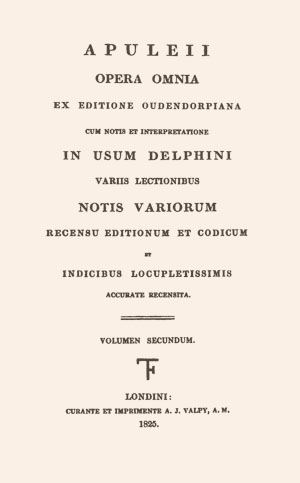 APULEII
OPERA OMNIA
EX EDITIONE OUDENDORPIANA
CUM NOTIS ET INTERPRETATIONE
IN USUM DELPHINI
VARIIS LECTIONIBUS
NOTIS VARIORUM
RECENSU EDITIONUM ET CODICUM
ET
INDICIBUS LOCUPLETISSIMIS
ACCURATE RECENSITA.
VOLUMEN SECUNDUM.
LONDINI:
CURANTE ET IMPRIMENTE A. J. VALPY, A. M.
1825.